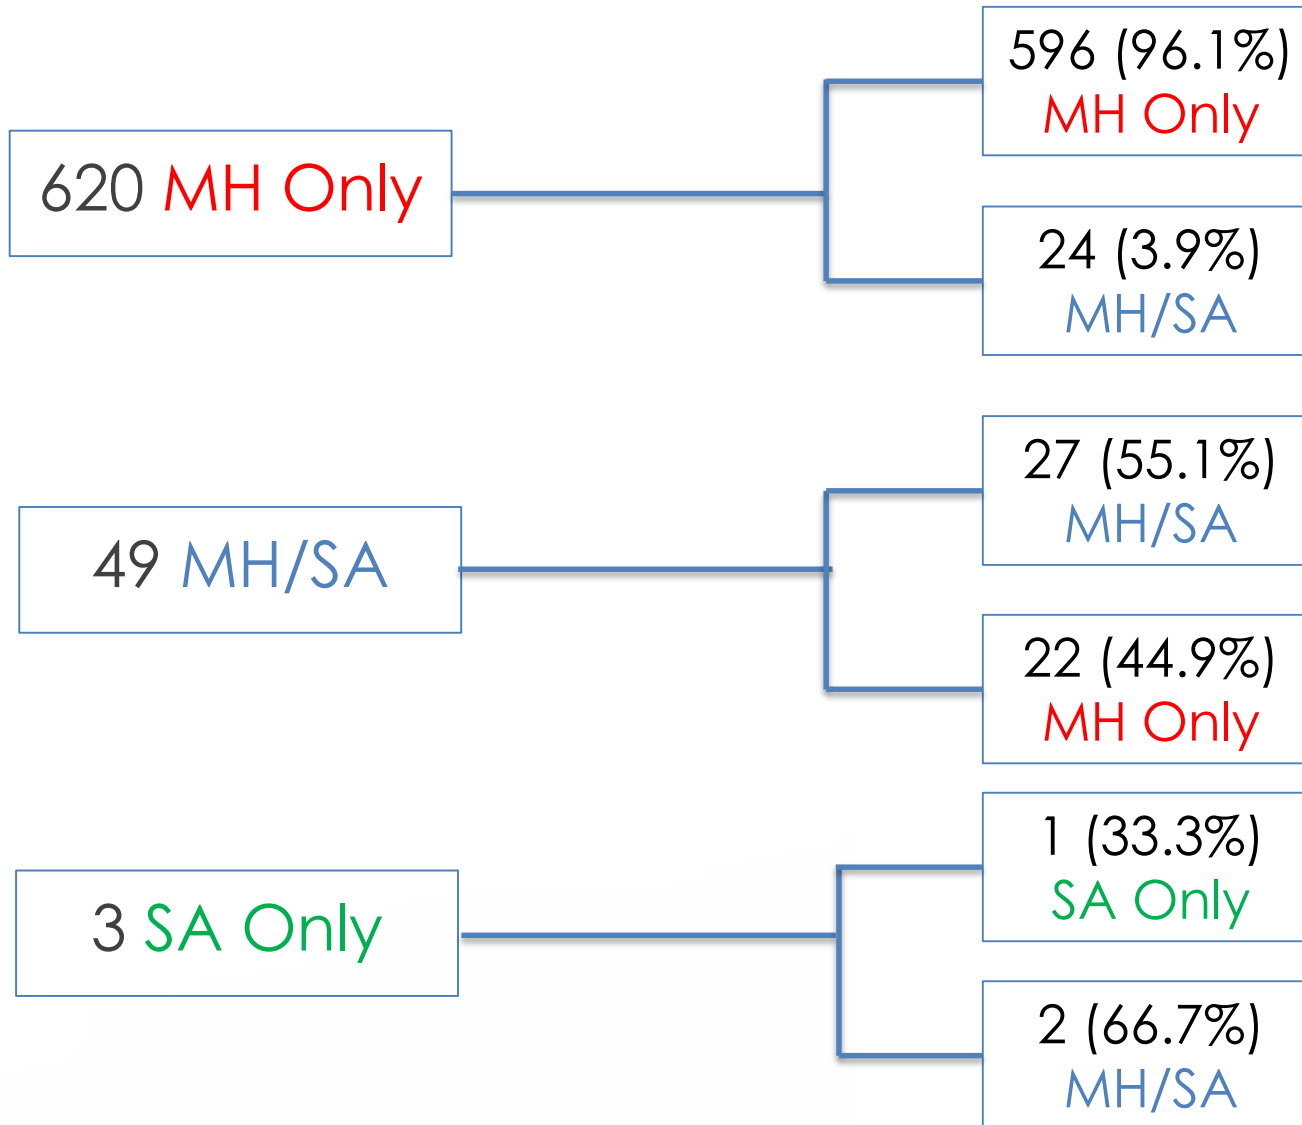 620 MH Only
596 (96.1%)
MH Only
24 (3.9%)
MH/SA
49 MH/SA
27 (55.1%)
MH/SA
22 (44.9%)
MH Only
3 SA Only
1 (33.3%)
SA Only
2 (66.7%)
MH/SA